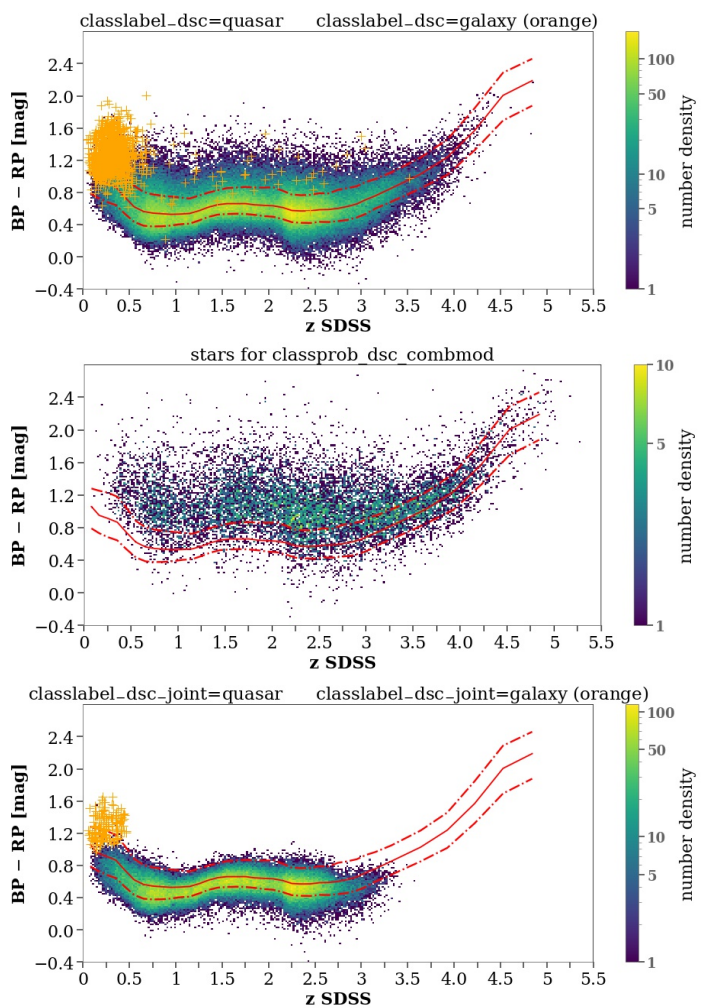 classlabel_dsc=quasar classlabel_dsc=galaxy (orange)
2.4
2.0
1.6
1.2
0.8
0.4
0.0
−0.4
BP − RP [mag]
0 0.5 1 1.5 2 2.5 3 3.5 4.0 4.5 5 5.5
z SDSS
100
50
10
5
1
number density
stars for classprob_dsc_combmod
2.4
2.0
1.6
1.2
0.8
0.4
0.0
−0.4
BP − RP [mag]
0 0.5 1 1.5 2 2.5 3 3.5 4.0 4.5 5 5.5
z SDSS
10
5
1
number density
classlabel_dsc_joint=quasar classlabel_dsc_joint=galaxy (orange)
2.4
2.0
1.6
1.2
0.8
0.4
0.0
−0.4
BP − RP [mag]
0 0.5 1 1.5 2 2.5 3 3.5 4.0 4.5 5 5.5
z SDSS
100
50
10
5
1
number density